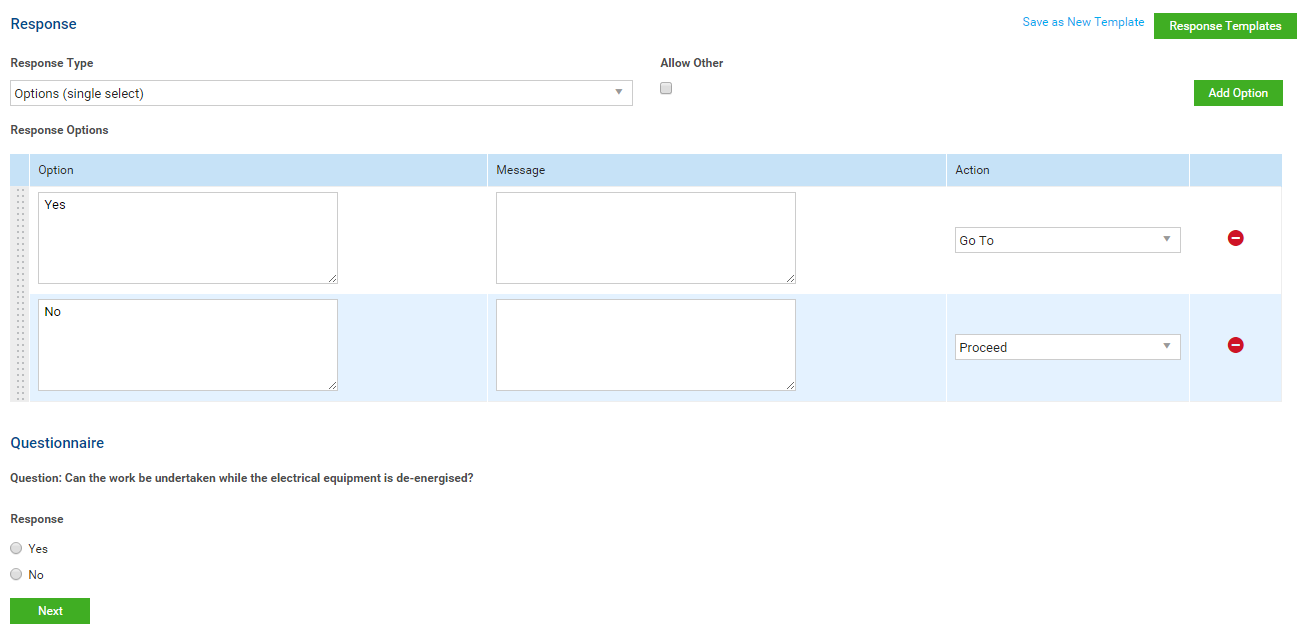 Response
Save as New Template
Response Templates
Response Type
Allow Other
Options (single select)
Add Option
Response Options
Option Message Action
Yes
Go To
No
Proceed
Questionnaire
Question: Can the work be undertaken while the electrical equipment is de-energised?
Response
Yes
No
Next